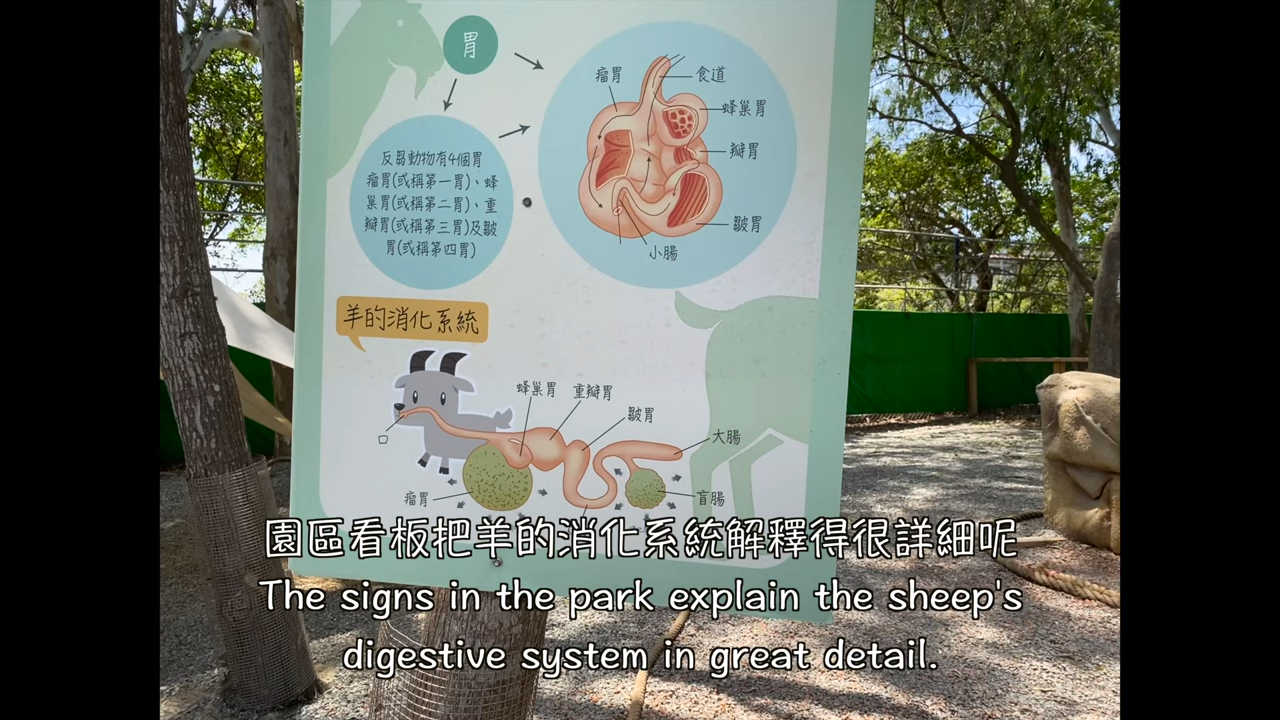 胃
瘤胃
食道
蜂巢胃
瓣胃
皺胃
小腸
反芻動物有4個胃
瘤胃(或稱第一胃)、蜂
巢胃(或稱第二胃)、重
瓣胃(或稱第三胃)及皺
胃(或稱第四胃)
羊的消化系統
蜂巢胃
重瓣胃
皺胃
大腸
口
瘤胃
盲腸
園區看板把羊的消化系統解釋得很詳細呢
The signs in the park explain the sheep's
digestive system in great detail.